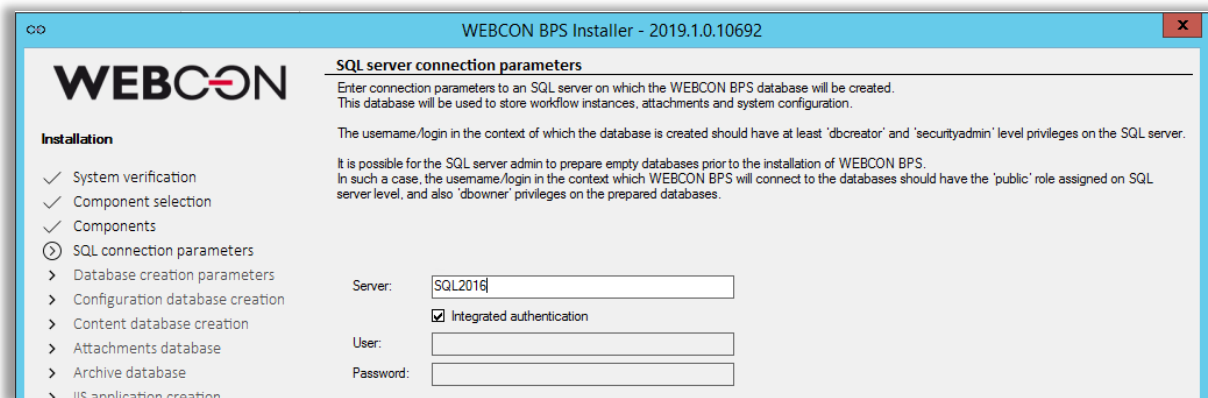 WEBCON BPS Installer - 2019.1.0.10692
x
WEBCON
Installation
System verification
Component selection
Components
SQL connection parameters
Database creation parameters
Configuration database creation
Content database creation
Attachments database
Archive database
IIS application creation
SQL server connection parameters
Enter connection parameters to an SQL server on which the WEBCON BPS database will be created.
This database will be used to store workflow instances, attachments and system configuration.
The username/login in the context of which the database is created should have at least 'dbcreator' and 'securityadmin' level privileges on the SQL server.
It is possible for the SQL server admin to prepare empty databases prior to the installation of WEBCON BPS.
In such a case, the username/login in the context which WEBCON BPS will connect to the databases should have the 'public' role assigned on SQL
server level, and also 'dbowner' privileges on the prepared databases.
Server: SQL2016
Integrated authentication
User:
Password: